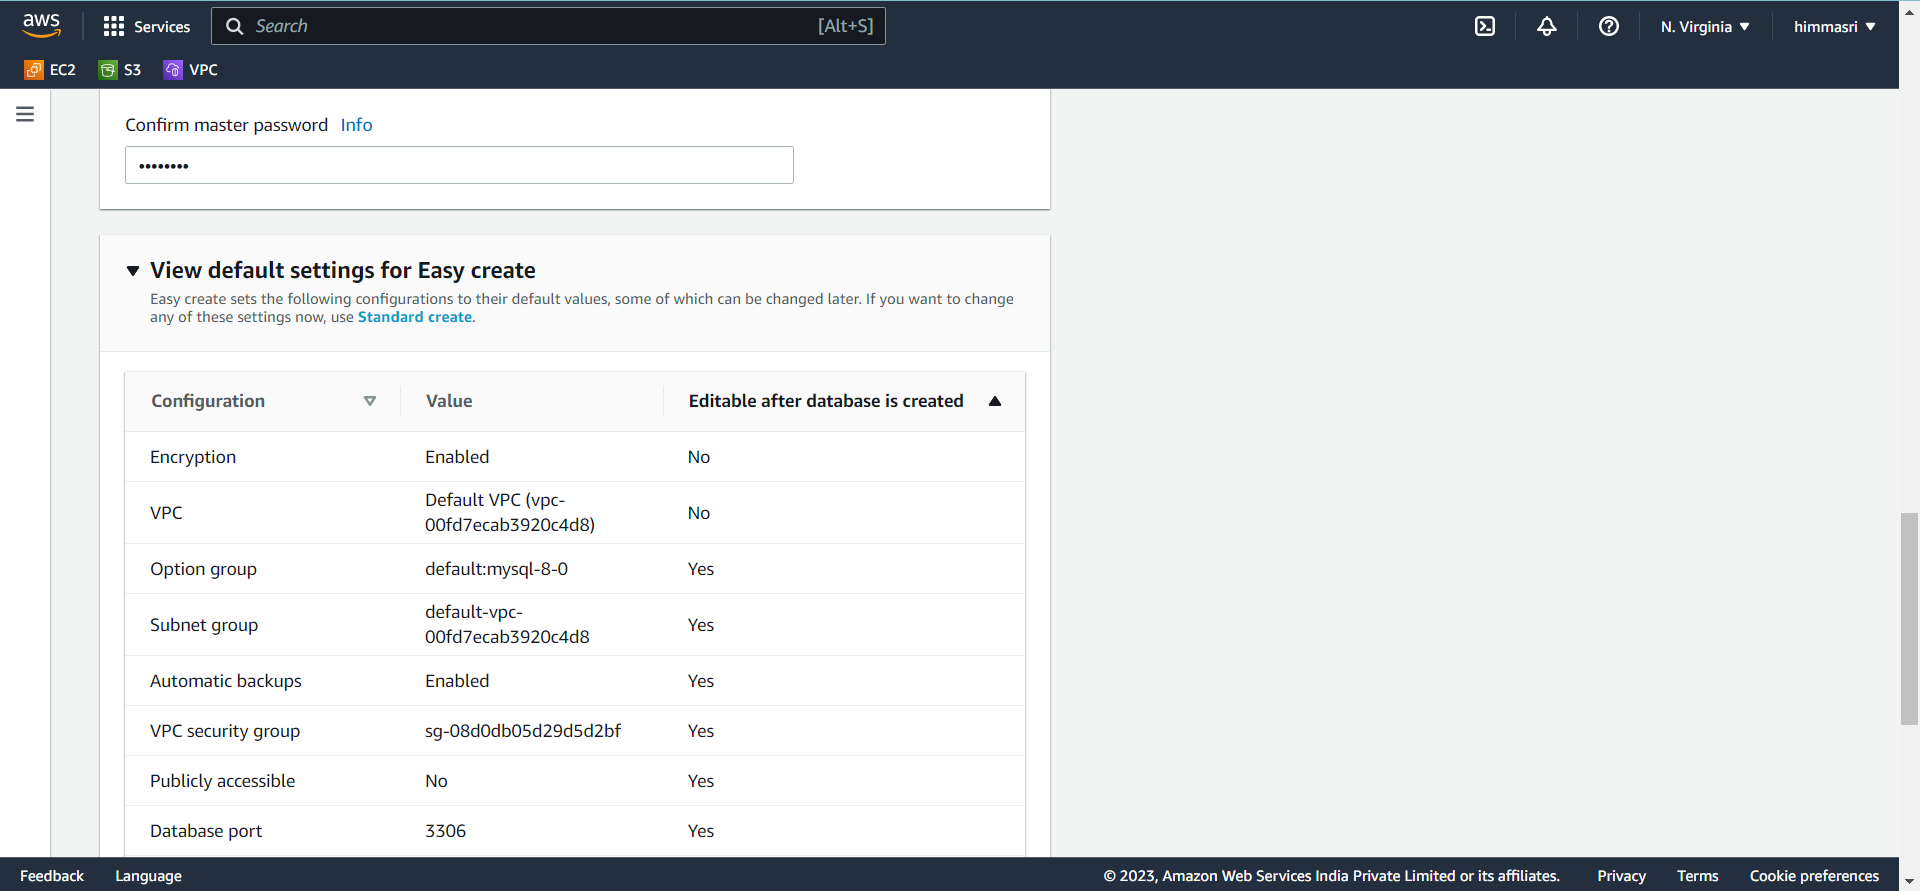 aws
Services
Search
[Alt+S]
N. Virginia
himmasri
EC2
S3
VPC
Confirm master password Info
••••••••
View default settings for Easy create
Easy create sets the following configurations to their default values, some of which can be changed later. If you want to change
any of these settings now, use Standard create.
Configuration Value Editable after database is created
Encryption Enabled No
VPC Default VPC (vpc-
00fd7ecab3920c4d8) No
Option group default:mysql-8-0 Yes
Subnet group default-vpc-
00fd7ecab3920c4d8 Yes
Automatic backups Enabled Yes
VPC security group sg-08d0db05d29d5d2bf Yes
Publicly accessible No Yes
Database port 3306 Yes
Feedback Language © 2023, Amazon Web Services India Private Limited or its affiliates. Privacy Terms Cookie preferences